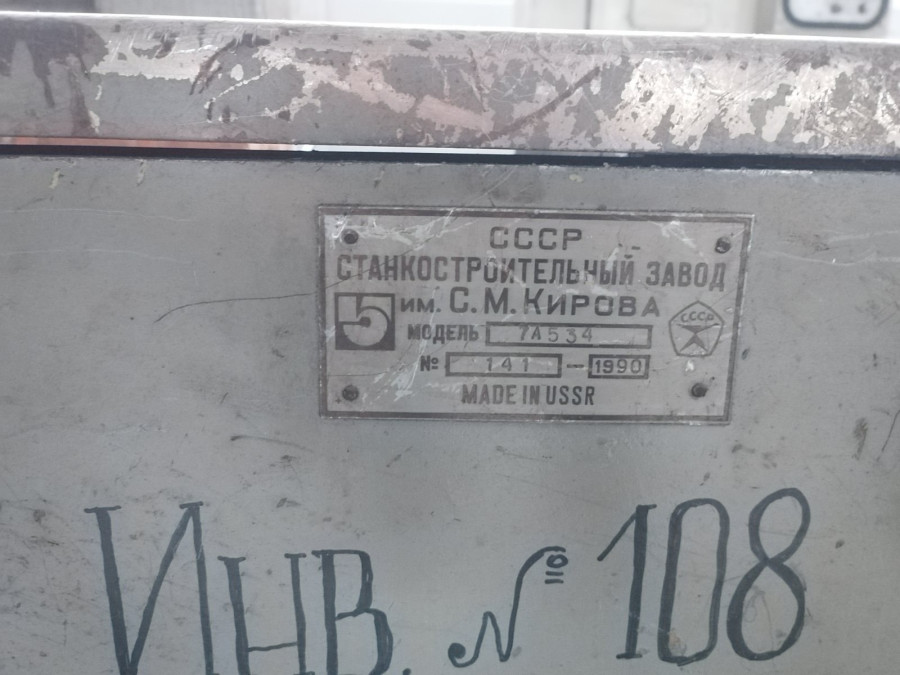 СССР
СТАНКОСТРОИТЕЛЬНЫЙ ЗАВОД
им. С.М.КИРОВА
МОДЕЛЬ 7А534
СССР
№ 141 - 1990
MADE IN USSR
Инв. № 108